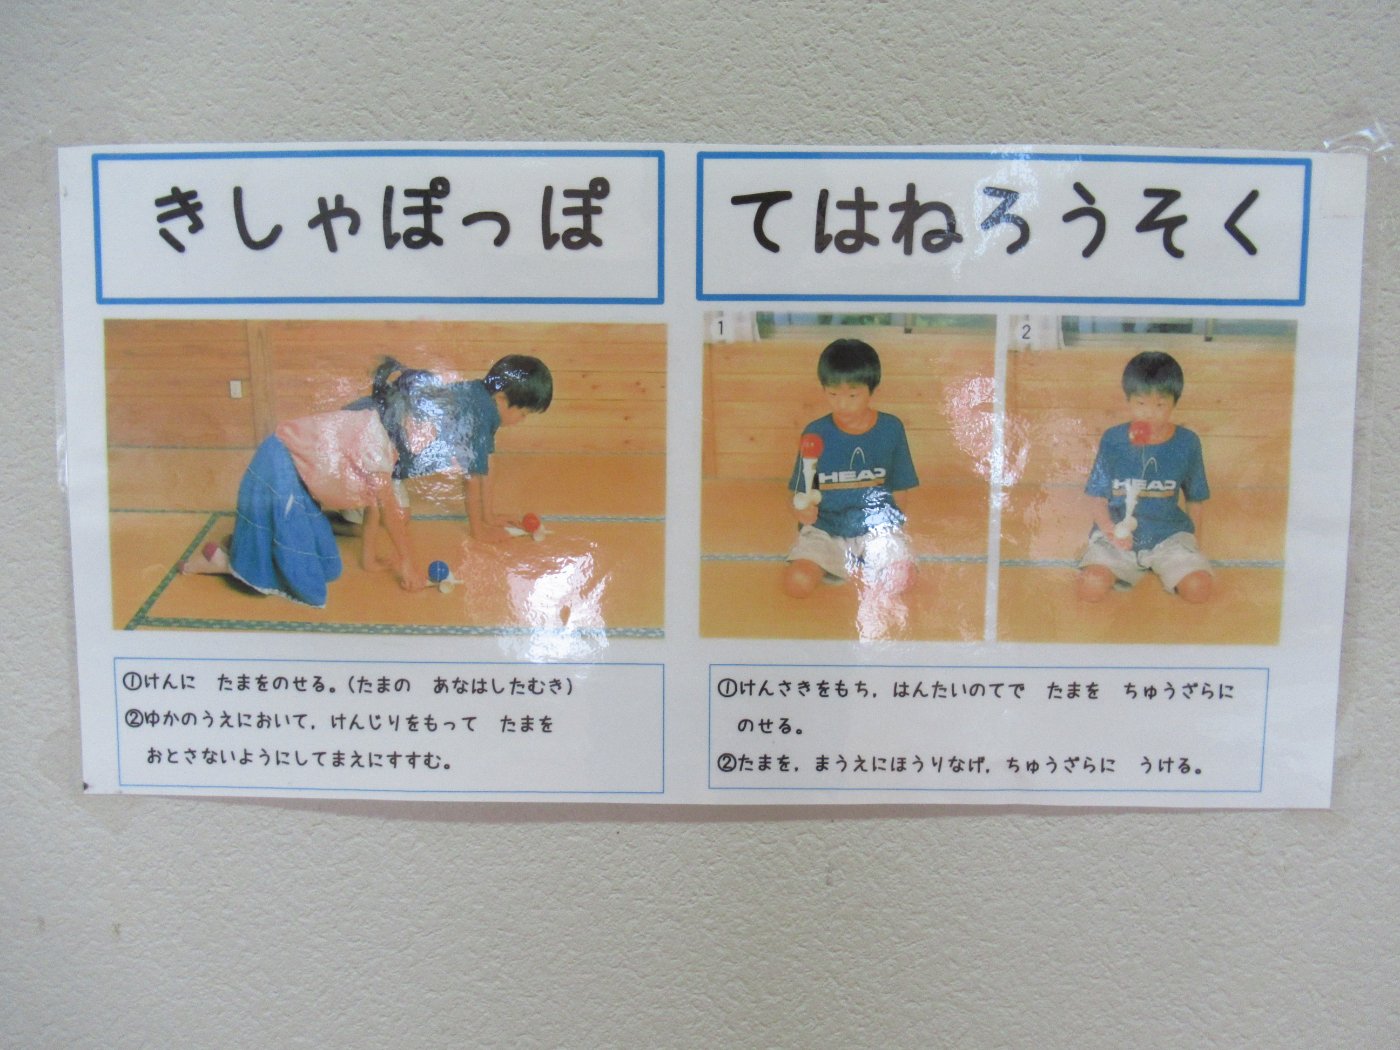 きしゃぽっぽ
①けんに　たまをのせる。(たまの　あなはしたむき)
②ゆかのうえにおいて，けんじりをもって　たまを
おとさないようにしてまえにすすむ。
てはねろうそく
1
2
HEAD
HEAD
①けんさきをもち，はんたいのてで　たまを　ちゅうざらに
のせる。
②たまを，まうえにほうりなげ，ちゅうざらに　うける。